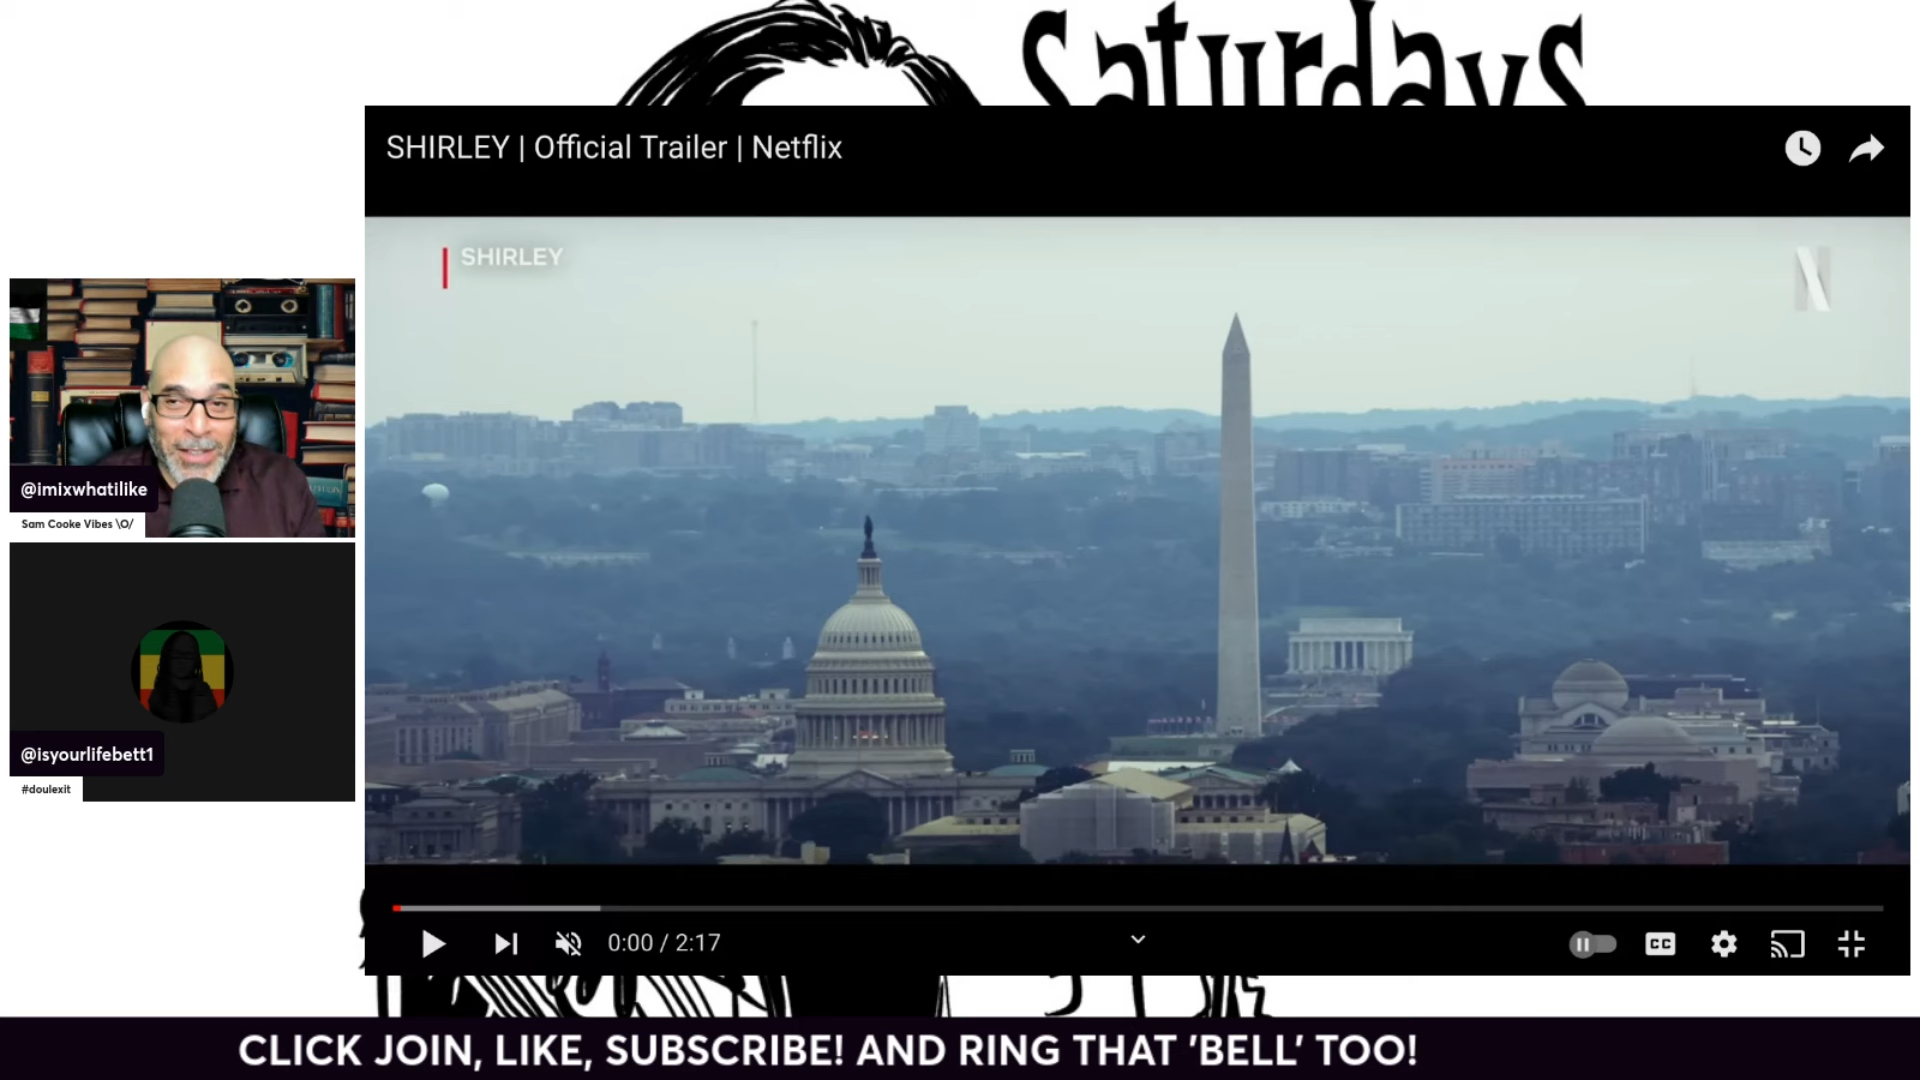 Saturdays
SHIRLEY | Official Trailer | Netflix
SHIRLEY
N
@imixwhatilike
Sam Cooke Vibes \O/
@isyourlifebett1
#doulexit
0:00 / 2:17
CC
CLICK JOIN, LIKE, SUBSCRIBE! AND RING THAT 'BELL' TOO!